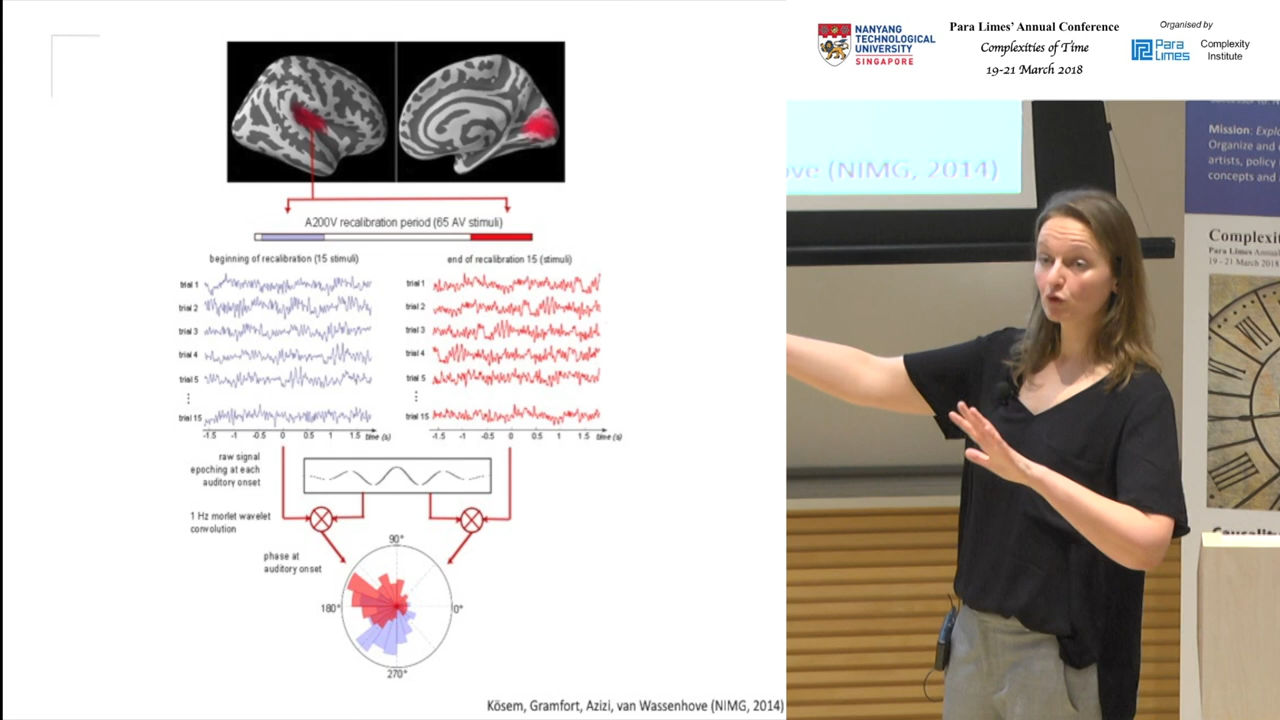 A200V recalibration period (65 AV stimuli)
beginning of recalibration (15 stimuli)
end of recalibration 15 (stimuli)
trial 1
trial 2
trial 3
trial 4
trial 5
⋮
trial 15
-1.5 -1 -0.5 0 0.5 1 1.5 time (s)
trial 1
trial 2
trial 3
trial 4
trial 5
⋮
trial 15
-1.5 -1 -0.5 0 0.5 1 1.5 time (s)
raw signal
epoching at each
auditory onset
1 Hz morlet wavelet
convolution
phase at
auditory onset
90°
180°
0°
270°
Kösem, Gramfort, Azizi, van Wassenhove (NIMG, 2014)
NANYANG
TECHNOLOGICAL
UNIVERSITY
SINGAPORE
Para Limes' Annual Conference
Complexities of Time
19-21 March 2018
Organised by
Para
Limes
Complexity
Institute
ove (NIMG, 2014)
Mission: Explo
Organize and
artists, policy
concepts and
Complexit
Para Limes Annual
19 - 21 March 2018